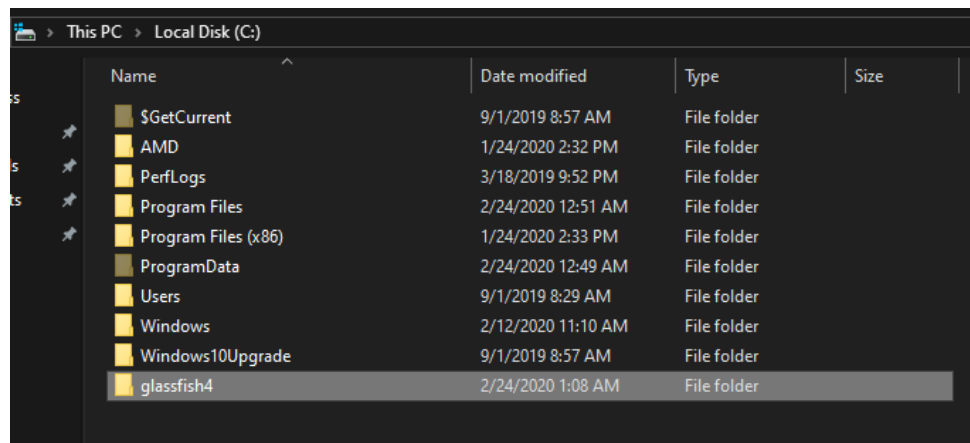 This PC > Local Disk (C:)
Name Date modified Type Size
$GetCurrent 9/1/2019 8:57 AM File folder
AMD 1/24/2020 2:32 PM File folder
PerfLogs 3/18/2019 9:52 PM File folder
Program Files 2/24/2020 12:51 AM File folder
Program Files (x86) 1/24/2020 2:33 PM File folder
ProgramData 2/24/2020 12:49 AM File folder
Users 9/1/2019 8:29 AM File folder
Windows 2/12/2020 11:10 AM File folder
Windows10Upgrade 9/1/2019 8:57 AM File folder
glassfish4 2/24/2020 1:08 AM File folder